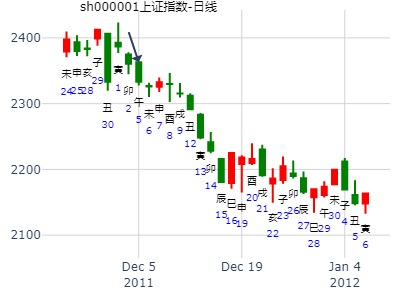 sh000001上证指数-日线
2400
2300
2200
2100
未 24
申 25
亥 28
子 29
丑 30
寅 1
卯 2
午 5
未 6
申 7
酉 8
戌 9
丑 12
寅 13
卯 14
辰 15
巳 16
申 19
酉 20
戌 21
亥 22
子 23
卯 26
辰 27
巳 28
午 29
未 30
子 4
丑 5
寅 6
Dec 5
2011
Dec 19
Jan 4
2012